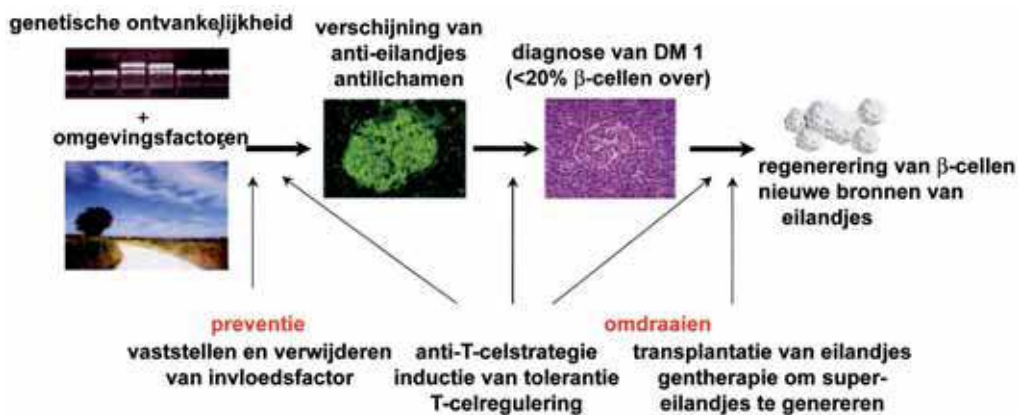 genetische ontvankelijkheid
+
omgevingsfactoren
verschijning van
anti-eilandjes
antilichamen
diagnose van DM 1
(<20% β-cellen over)
regenerering van β-cellen
nieuwe bronnen van
eilandjes
preventie
vaststellen en verwijderen
van invloedsfactor
anti-T-celstrategie
inductie van tolerantie
T-celregulering
omdraaien
transplantatie van eilandjes
gentherapie om super-
eilandjes te genereren